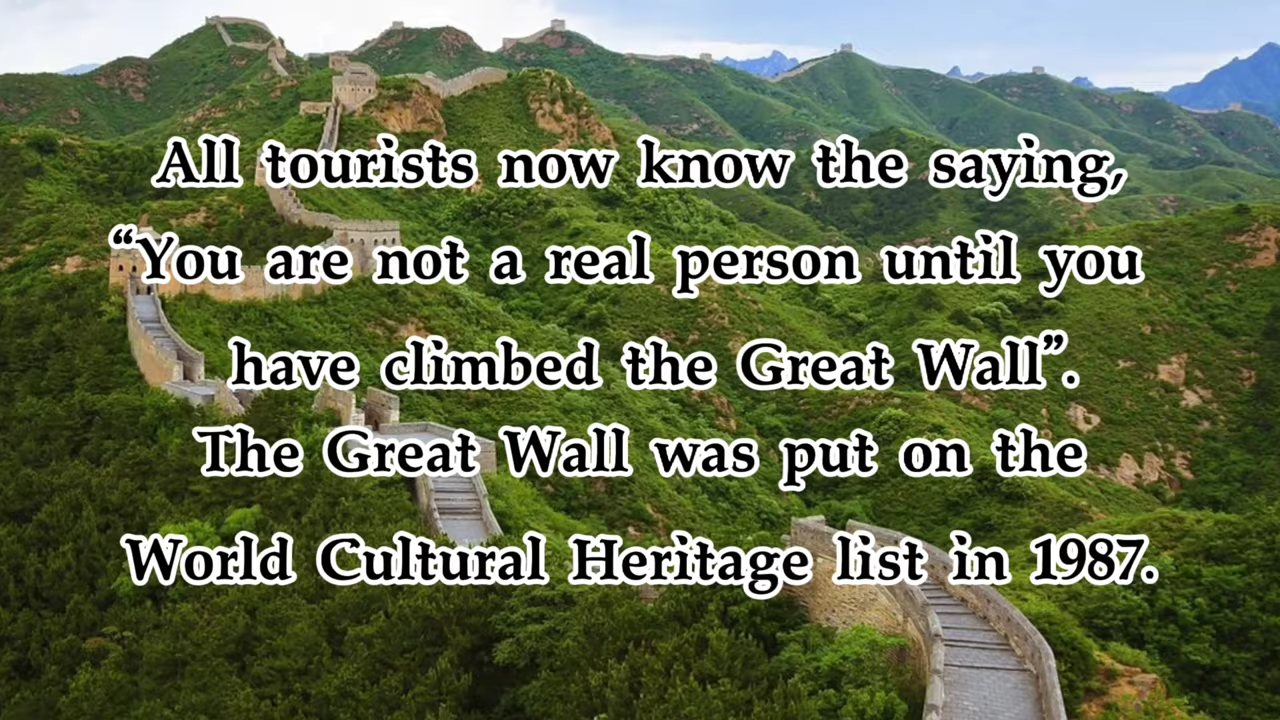 All tourists now know the saying,
“You are not a real person until you
have climbed the Great Wall”.
The Great Wall was put on the
World Cultural Heritage list in 1987.